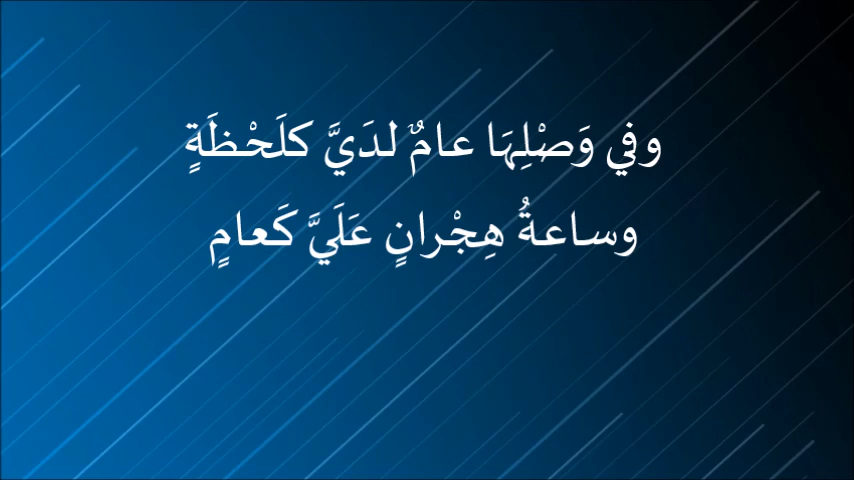 وفي وَصْلِهَا عامٌ لدَيَّ كلَحْظَةٍ
وساعةُ هِجْرانٍ عَلَيَّ كَعامٍ